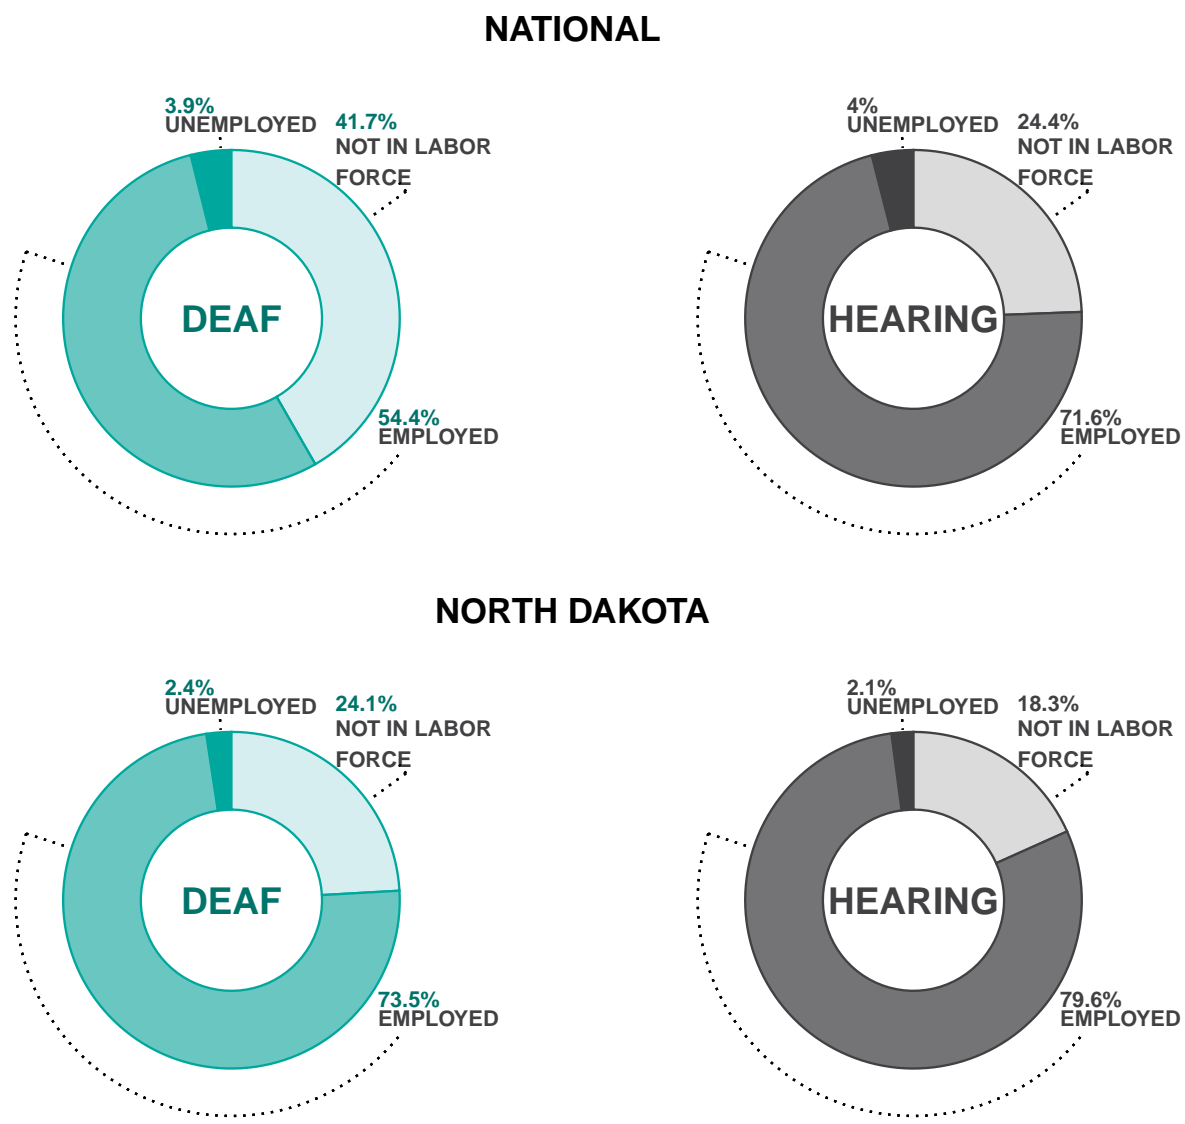 NATIONAL
3.9%
UNEMPLOYED
41.7%
NOT IN LABOR
FORCE
DEAF
54.4%
EMPLOYED
4%
UNEMPLOYED
24.4%
NOT IN LABOR
FORCE
HEARING
71.6%
EMPLOYED
NORTH DAKOTA
2.4%
UNEMPLOYED
24.1%
NOT IN LABOR
FORCE
DEAF
73.5%
EMPLOYED
2.1%
UNEMPLOYED
18.3%
NOT IN LABOR
FORCE
HEARING
79.6%
EMPLOYED